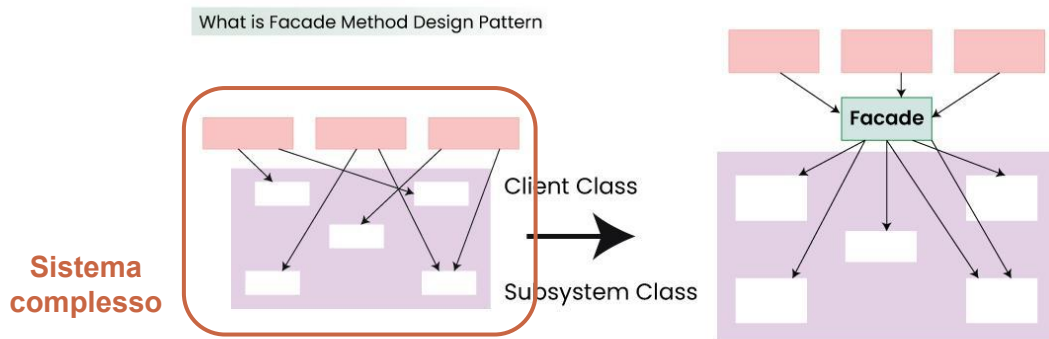 What is Facade Method Design Pattern
Facade
Client Class
Subsystem Class
Sistema
complesso